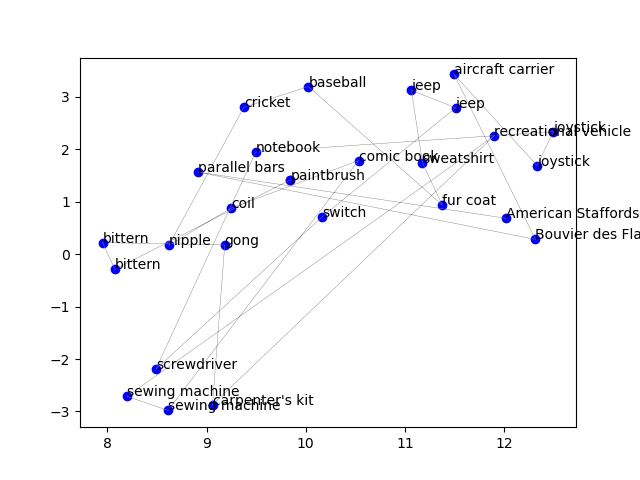 aircraft carrier
baseball
jeep
3
cricket
jeep
joystick
recreational vehicle
notebook
2
comic book
sweatshirt
joystick
parallel bars
paintbrush
1
coil
fur coat
switch
American Staffords
Bouvier des Fla
bittern
nipple
gong
0
bittern
−1
−2
screwdriver
sewing machine
carpenter's kit
sewing machine
−3
8 9 10 11 12